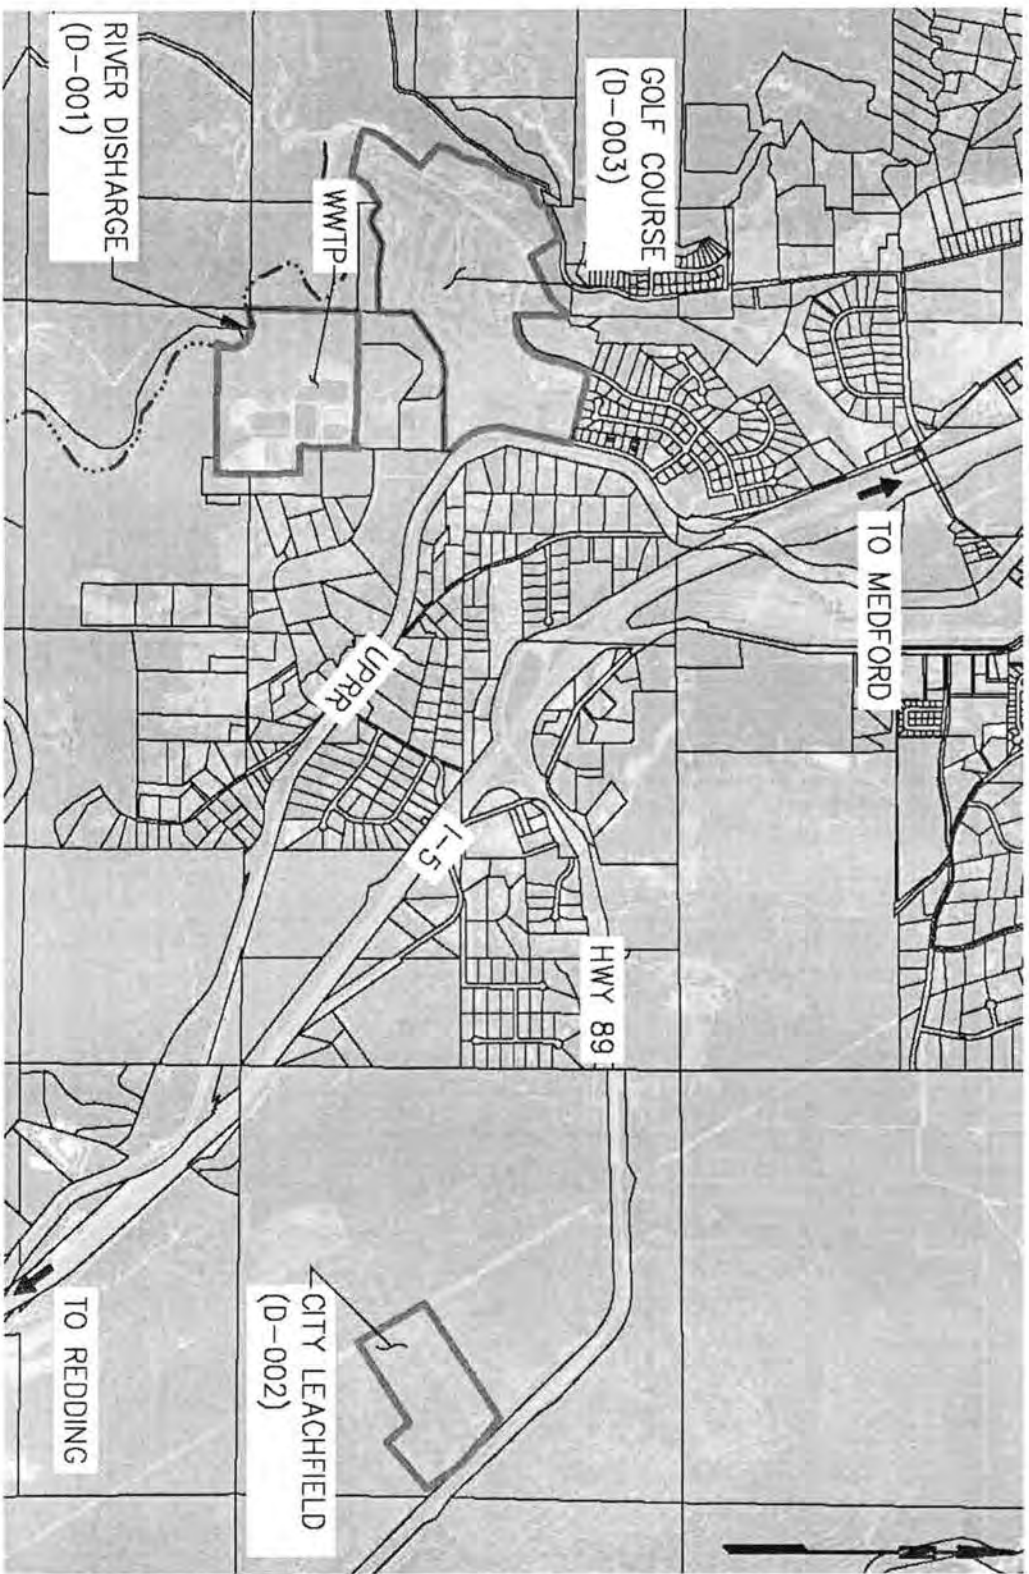 TO MEDFORD
GOLF COURSE
(D-003)
HWY 89
I-5
UPRR
WWTP
CITY LEACHFIELD
(D-002)
RIVER DISHARGE
(D-001)
TO REDDING